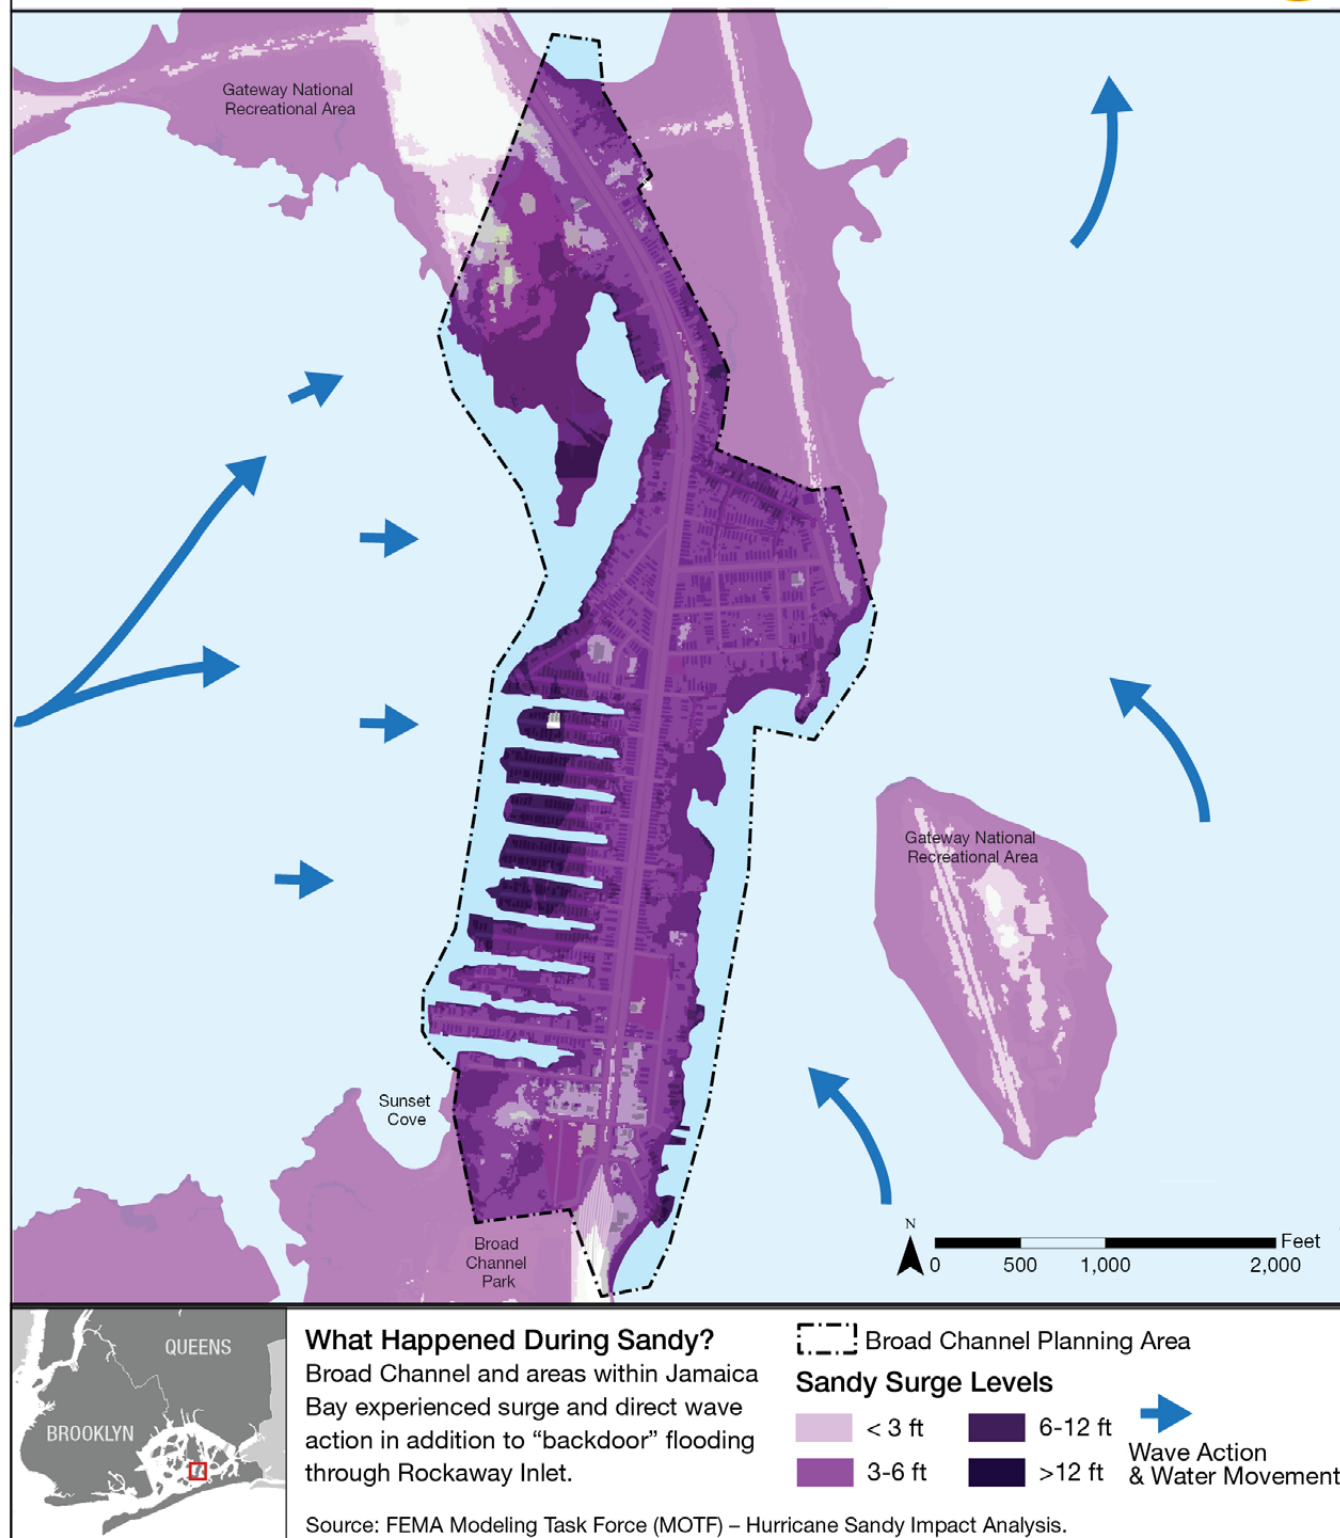 Gateway National
Recreational Area
Gateway National
Recreational Area
Sunset
Cove
Broad
Channel
Park
N
Feet
0 500 1,000 2,000
QUEENS
BROOKLYN
What Happened During Sandy?
Broad Channel and areas within Jamaica
Bay experienced surge and direct wave
action in addition to “backdoor” flooding
through Rockaway Inlet.
Source: FEMA Modeling Task Force (MOTF) – Hurricane Sandy Impact Analysis.
Broad Channel Planning Area
Sandy Surge Levels
< 3 ft
3-6 ft
6-12 ft
>12 ft
Wave Action
& Water Movement